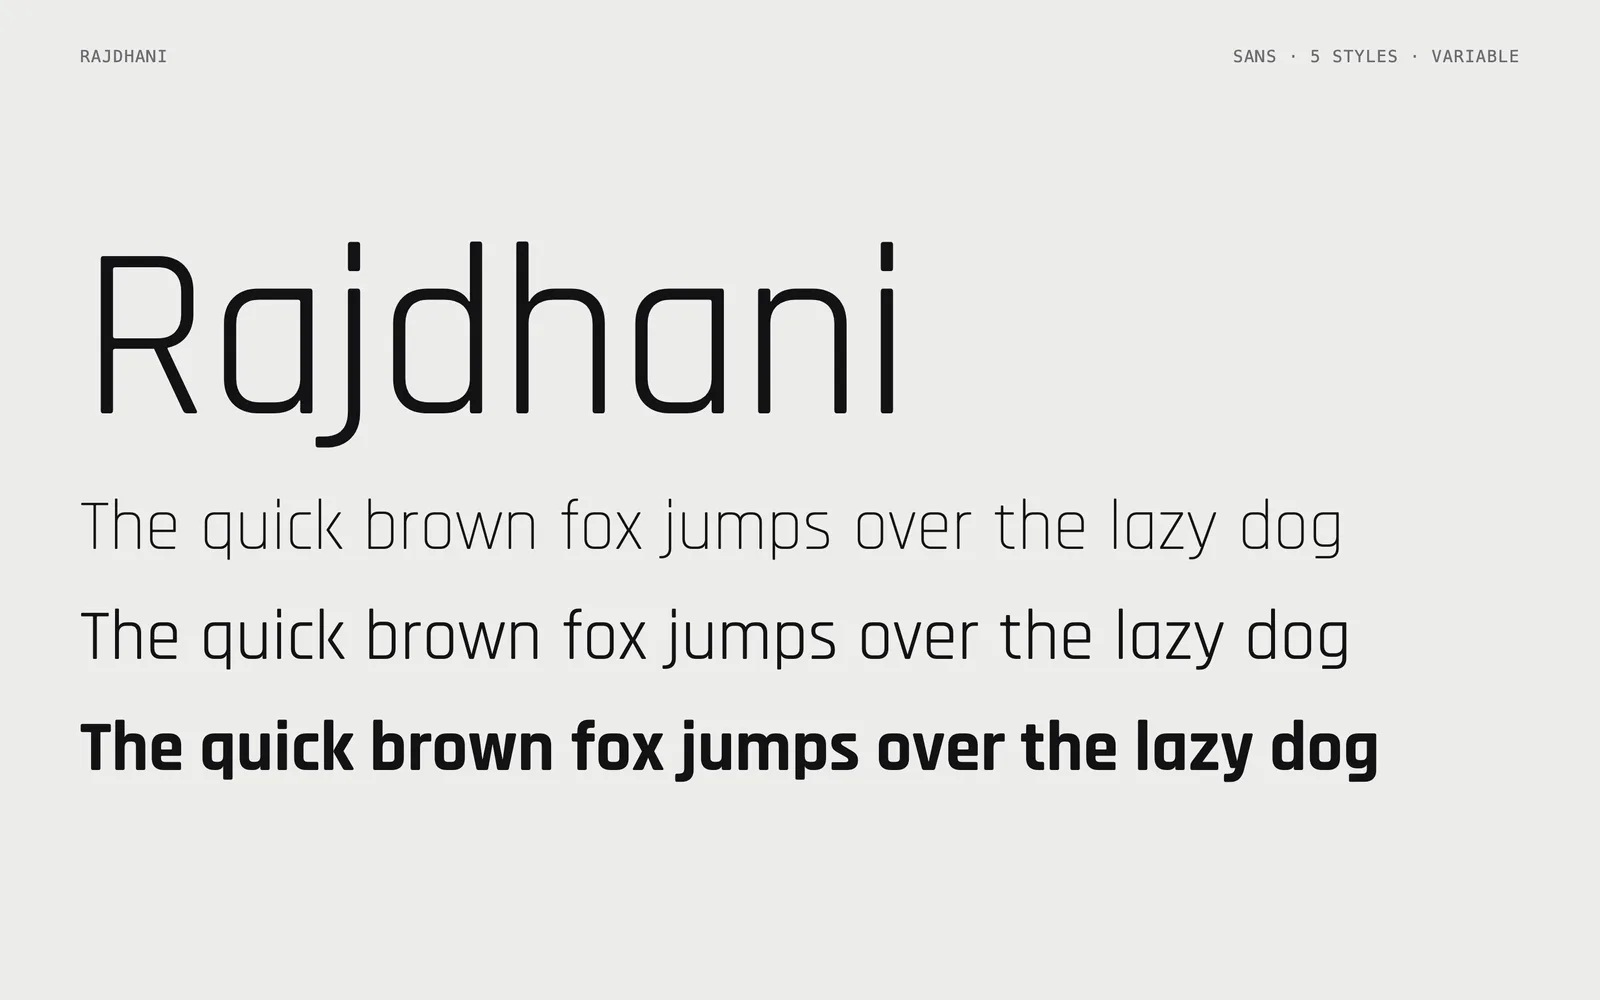 RAJDHANI
SANS · 5 STYLES · VARIABLE
Rajdhani
The quick brown fox jumps over the lazy dog
The quick brown fox jumps over the lazy dog
The quick brown fox jumps over the lazy dog